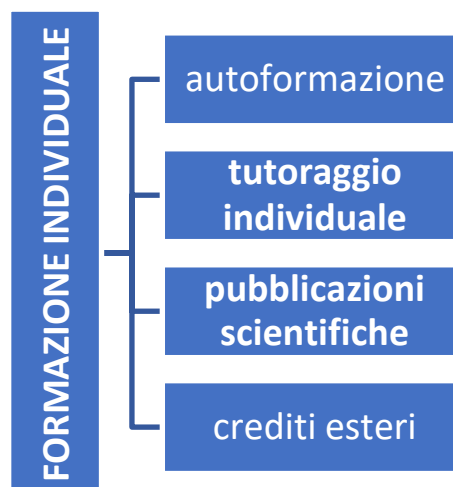 FORMAZIONE INDIVIDUALE
autoformazione
tutoraggio
individuale
pubblicazioni
scientifiche
crediti esteri